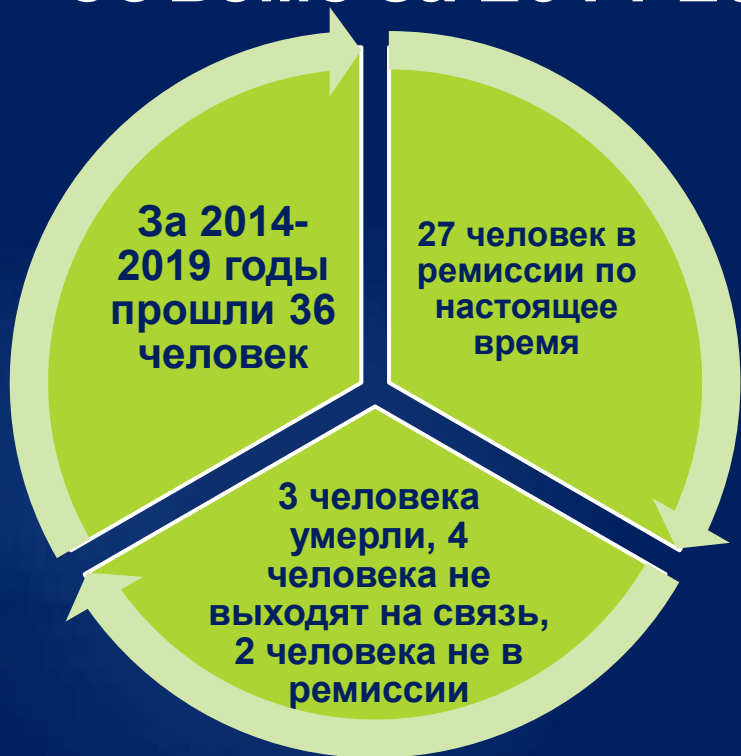 За 2014-
2019 годы
прошли 36
человек
27 человек в
ремиссии по
настоящее
время
3 человека
умерли, 4
человека не
выходят на связь,
2 человека не в
ремиссии